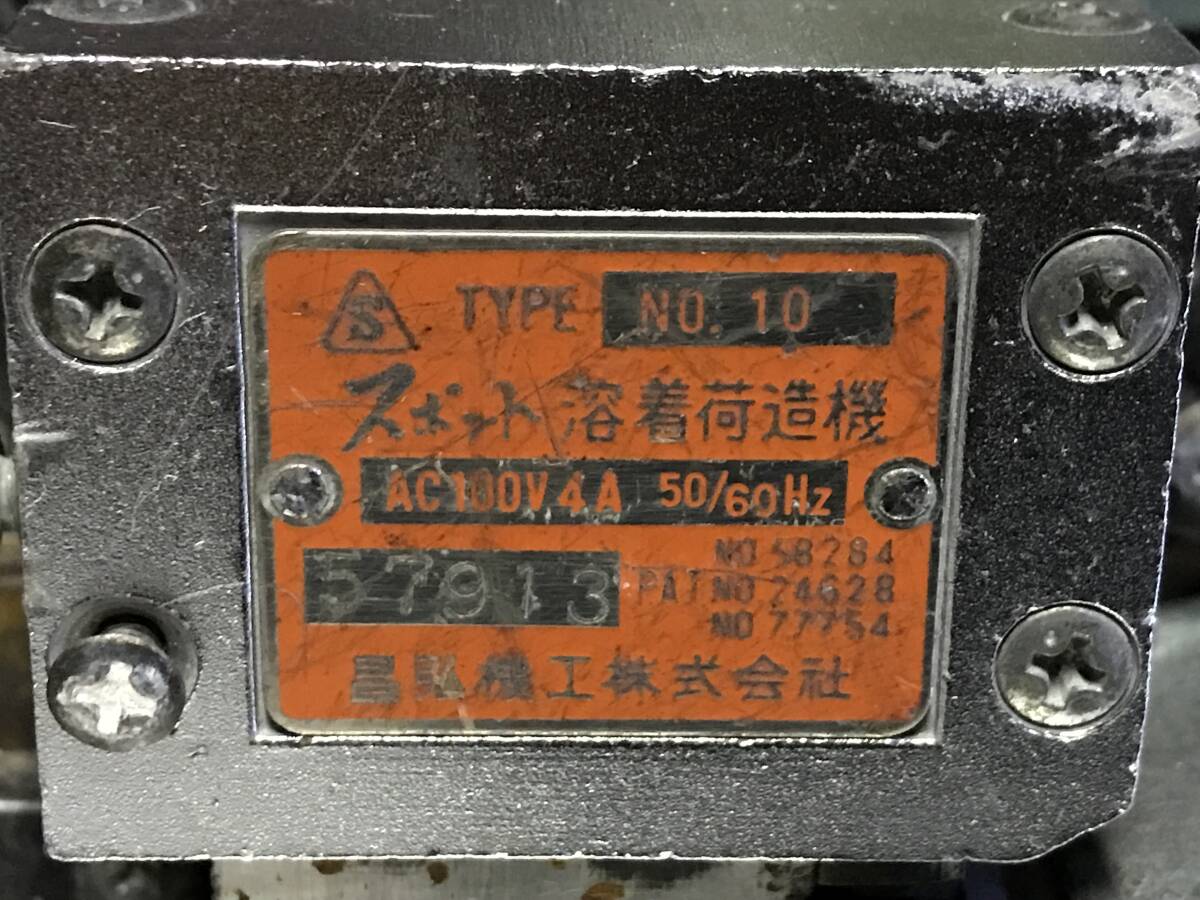 S TYPE NO. 10
スポット 溶着荷造機
AC100V 4A 50/60Hz
57913
NO 58284
PAT NO 24628
NO 77754
昌弘機工株式会社